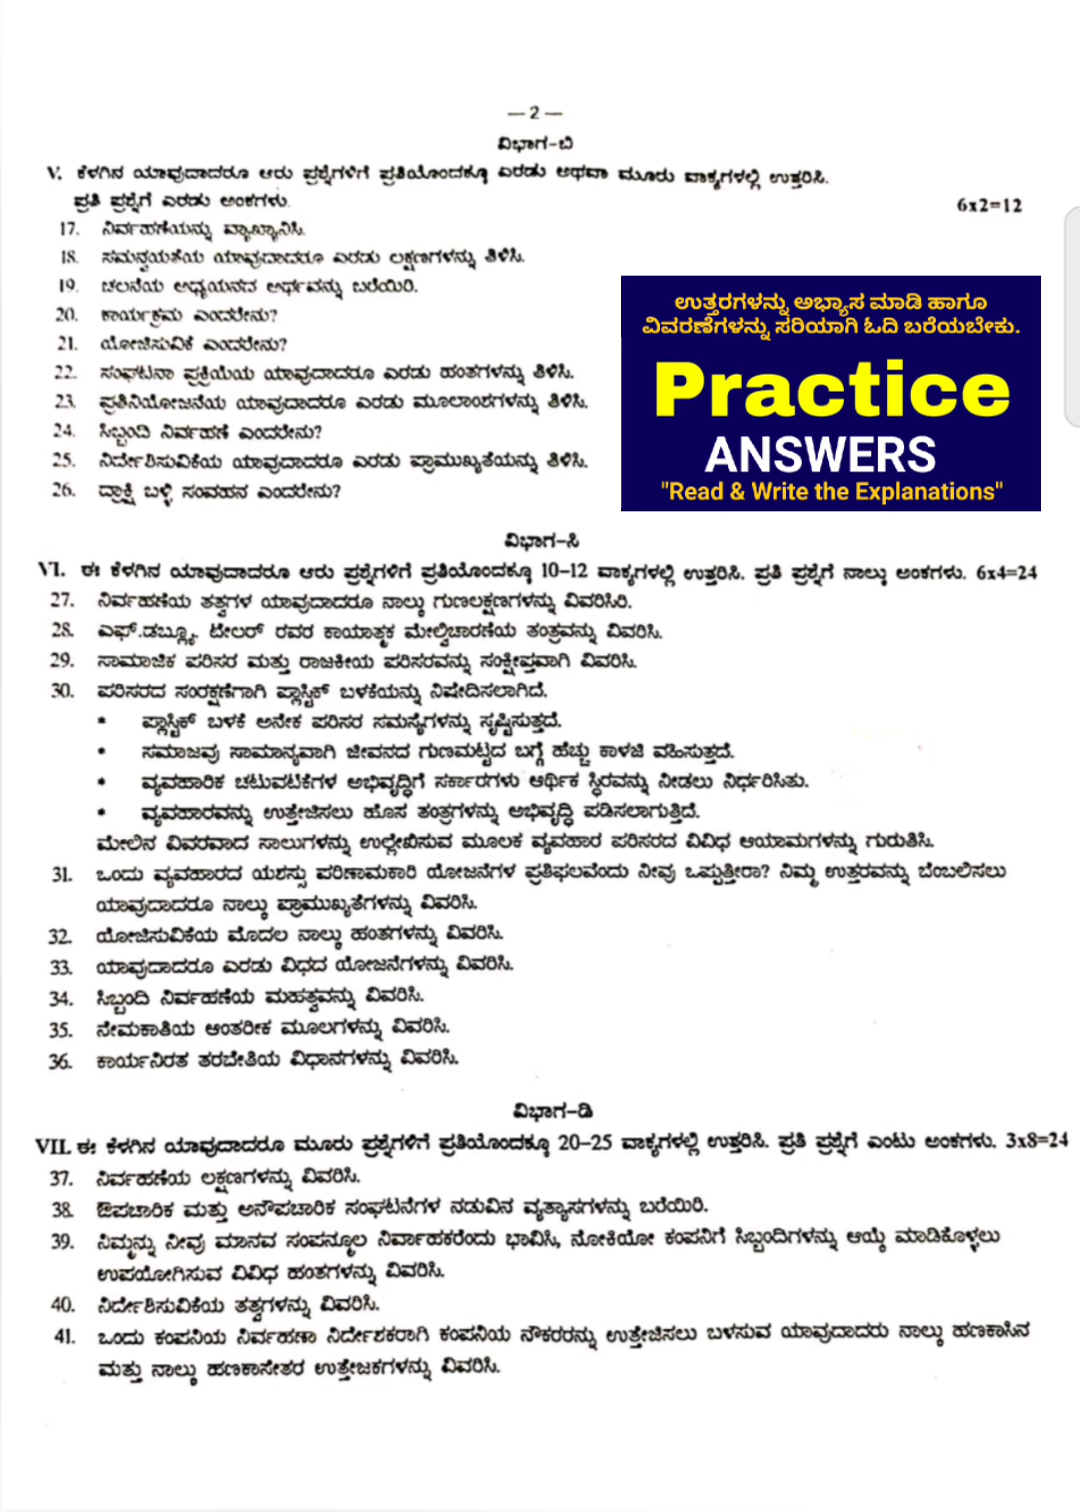 — 2 —
ವಿಭಾಗ-ಬಿ
V. ಕೆಳಗಿನ ಯಾವುದಾದರೂ ಆರು ಪ್ರಶ್ನೆಗಳಿಗೆ ಪ್ರತಿಯೊಂದಕ್ಕೂ ಎರಡು ಅಥವಾ ಮೂರು ವಾಕ್ಯಗಳಲ್ಲಿ ಉತ್ತರಿಸಿ.
ಪ್ರತಿ ಪ್ರಶ್ನೆಗೆ ಎರಡು ಅಂಕಗಳು. 6x2=12
17. ನಿರ್ವಹಣೆಯನ್ನು ವ್ಯಾಖ್ಯಾನಿಸಿ.
18. ಸಮನ್ವಯತೆಯ ಯಾವುದಾದರೂ ಎರಡು ಲಕ್ಷಣಗಳನ್ನು ತಿಳಿಸಿ.
19. ಚಲನೆಯ ಅಧ್ಯಯನದ ಅರ್ಥವನ್ನು ಬರೆಯಿರಿ.
20. ಕಾರ್ಯಕ್ರಮ ಎಂದರೇನು?
21. ಯೋಜಿಸುವಿಕೆ ಎಂದರೇನು?
22. ಸಂಘಟನಾ ಪ್ರಕ್ರಿಯೆಯ ಯಾವುದಾದರೂ ಎರಡು ಹಂತಗಳನ್ನು ತಿಳಿಸಿ.
23. ಪ್ರತಿನಿಯೋಜನೆಯ ಯಾವುದಾದರೂ ಎರಡು ಮೂಲಾಂಶಗಳನ್ನು ತಿಳಿಸಿ.
24. ಸಿಬ್ಬಂದಿ ನಿರ್ವಹಣೆ ಎಂದರೇನು?
25. ನಿರ್ದೇಶಿಸುವಿಕೆಯ ಯಾವುದಾದರೂ ಎರಡು ಪ್ರಾಮುಖ್ಯತೆಯನ್ನು ತಿಳಿಸಿ.
26. ದ್ರಾಕ್ಷಿ ಬಳ್ಳಿ ಸಂವಹನ ಎಂದರೇನು?
ಉತ್ತರಗಳನ್ನು ಅಭ್ಯಾಸ ಮಾಡಿ ಹಾಗೂ
ವಿವರಣೆಗಳನ್ನು ಸರಿಯಾಗಿ ಓದಿ ಬರೆಯಬೇಕು.
Practice
ANSWERS
"Read & Write the Explanations"
ವಿಭಾಗ-ಸಿ
VI. ಈ ಕೆಳಗಿನ ಯಾವುದಾದರೂ ಆರು ಪ್ರಶ್ನೆಗಳಿಗೆ ಪ್ರತಿಯೊಂದಕ್ಕೂ 10-12 ವಾಕ್ಯಗಳಲ್ಲಿ ಉತ್ತರಿಸಿ. ಪ್ರತಿ ಪ್ರಶ್ನೆಗೆ ನಾಲ್ಕು ಅಂಕಗಳು. 6x4=24
27. ನಿರ್ವಹಣೆಯ ತತ್ವಗಳ ಯಾವುದಾದರೂ ನಾಲ್ಕು ಗುಣಲಕ್ಷಣಗಳನ್ನು ವಿವರಿಸಿರಿ.
28. ಎಫ್.ಡಬ್ಲ್ಯೂ. ಟೇಲರ್ ರವರ ಕಾರ್ಯಾತ್ಮಕ ಮೇಲ್ವಿಚಾರಣೆಯ ತಂತ್ರವನ್ನು ವಿವರಿಸಿ.
29. ಸಾಮಾಜಿಕ ಪರಿಸರ ಮತ್ತು ರಾಜಕೀಯ ಪರಿಸರವನ್ನು ಸಂಕ್ಷಿಪ್ತವಾಗಿ ವಿವರಿಸಿ.
30. ಪರಿಸರದ ಸಂರಕ್ಷಣೆಗಾಗಿ ಪ್ಲಾಸ್ಟಿಕ್ ಬಳಕೆಯನ್ನು ನಿಷೇದಿಸಲಾಗಿದೆ.
* ಪ್ಲಾಸ್ಟಿಕ್ ಬಳಕೆ ಅನೇಕ ಪರಿಸರ ಸಮಸ್ಯೆಗಳನ್ನು ಸೃಷ್ಟಿಸುತ್ತದೆ.
* ಸಮಾಜವು ಸಾಮಾನ್ಯವಾಗಿ ಜೀವನದ ಗುಣಮಟ್ಟದ ಬಗ್ಗೆ ಹೆಚ್ಚು ಕಾಳಜಿ ವಹಿಸುತ್ತದೆ.
* ವ್ಯವಹಾರಿಕ ಚಟುವಟಿಕೆಗಳ ಅಭಿವೃದ್ಧಿಗೆ ಸರ್ಕಾರಗಳು ಆರ್ಥಿಕ ಸ್ಥಿರವನ್ನು ನೀಡಲು ನಿರ್ಧರಿಸಿತು.
* ವ್ಯವಹಾರವನ್ನು ಉತ್ತೇಜಿಸಲು ಹೊಸ ತಂತ್ರಗಳನ್ನು ಅಭಿವೃದ್ಧಿ ಪಡಿಸಲಾಗುತ್ತಿದೆ.
ಮೇಲಿನ ವಿವರವಾದ ಸಾಲುಗಳನ್ನು ಉಲ್ಲೇಖಿಸುವ ಮೂಲಕ ವ್ಯವಹಾರ ಪರಿಸರದ ವಿವಿಧ ಆಯಾಮಗಳನ್ನು ಗುರುತಿಸಿ.
31. ಒಂದು ವ್ಯವಹಾರದ ಯಶಸ್ಸು ಪರಿಣಾಮಕಾರಿ ಯೋಜನೆಗಳ ಪ್ರತಿಫಲವೆಂದು ನೀವು ಒಪ್ಪುತ್ತೀರಾ? ನಿಮ್ಮ ಉತ್ತರವನ್ನು ಬೆಂಬಲಿಸಲು
ಯಾವುದಾದರೂ ನಾಲ್ಕು ಪ್ರಾಮುಖ್ಯತೆಗಳನ್ನು ವಿವರಿಸಿ.
32. ಯೋಜಿಸುವಿಕೆಯ ಮೊದಲ ನಾಲ್ಕು ಹಂತಗಳನ್ನು ವಿವರಿಸಿ.
33. ಯಾವುದಾದರೂ ಎರಡು ವಿಧದ ಯೋಜನೆಗಳನ್ನು ವಿವರಿಸಿ.
34. ಸಿಬ್ಬಂದಿ ನಿರ್ವಹಣೆಯ ಮಹತ್ವವನ್ನು ವಿವರಿಸಿ.
35. ನೇಮಕಾತಿಯ ಆಂತರೀಕ ಮೂಲಗಳನ್ನು ವಿವರಿಸಿ.
36. ಕಾರ್ಯನಿರತ ತರಬೇತಿಯ ವಿಧಾನಗಳನ್ನು ವಿವರಿಸಿ.
ವಿಭಾಗ-ಡಿ
VII. ಈ ಕೆಳಗಿನ ಯಾವುದಾದರೂ ಮೂರು ಪ್ರಶ್ನೆಗಳಿಗೆ ಪ್ರತಿಯೊಂದಕ್ಕೂ 20-25 ವಾಕ್ಯಗಳಲ್ಲಿ ಉತ್ತರಿಸಿ. ಪ್ರತಿ ಪ್ರಶ್ನೆಗೆ ಎಂಟು ಅಂಕಗಳು. 3x8=24
37. ನಿರ್ವಹಣೆಯ ಲಕ್ಷಣಗಳನ್ನು ವಿವರಿಸಿ.
38. ಔಪಚಾರಿಕ ಮತ್ತು ಅನೌಪಚಾರಿಕ ಸಂಘಟನೆಗಳ ನಡುವಿನ ವ್ಯತ್ಯಾಸಗಳನ್ನು ಬರೆಯಿರಿ.
39. ನಿಮ್ಮನ್ನು ನೀವು ಮಾನವ ಸಂಪನ್ಮೂಲ ನಿರ್ವಾಹಕರೆಂದು ಭಾವಿಸಿ, ನೋಕಿಯೋ ಕಂಪನಿಗೆ ಸಿಬ್ಬಂದಿಗಳನ್ನು ಆಯ್ಕೆ ಮಾಡಿಕೊಳ್ಳಲು
ಉಪಯೋಗಿಸುವ ವಿವಿಧ ಹಂತಗಳನ್ನು ವಿವರಿಸಿ.
40. ನಿರ್ದೇಶಿಸುವಿಕೆಯ ತತ್ವಗಳನ್ನು ವಿವರಿಸಿ.
41. ಒಂದು ಕಂಪನಿಯ ನಿರ್ವಹಣಾ ನಿರ್ದೇಶಕರಾಗಿ ಕಂಪನಿಯ ನೌಕರರನ್ನು ಉತ್ತೇಜಿಸಲು ಬಳಸುವ ಯಾವುದಾದರು ನಾಲ್ಕು ಹಣಕಾಸಿನ
ಮತ್ತು ನಾಲ್ಕು ಹಣಕಾಸೇತರ ಉತ್ತೇಜಕಗಳನ್ನು ವಿವರಿಸಿ.